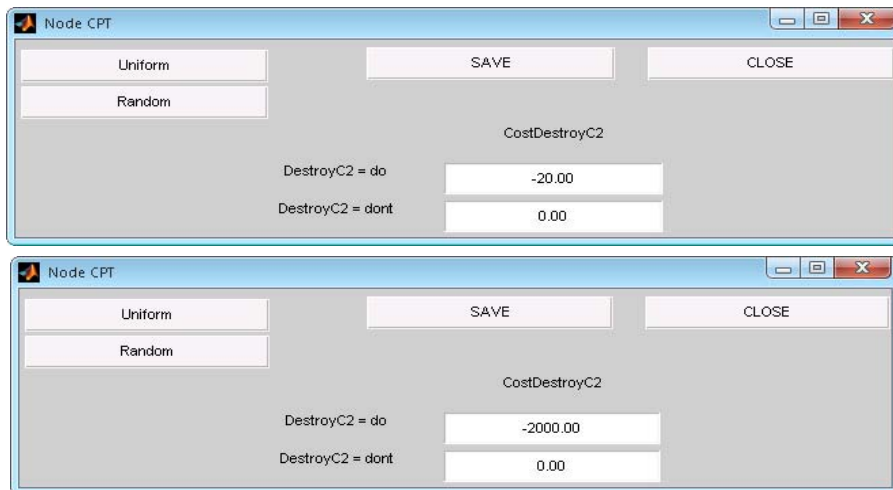 Node CPT
Uniform SAVE CLOSE
Random
CostDestroyC2
DestroyC2 = do -20.00
DestroyC2 = dont 0.00
Node CPT
Uniform SAVE CLOSE
Random
CostDestroyC2
DestroyC2 = do -2000.00
DestroyC2 = dont 0.00